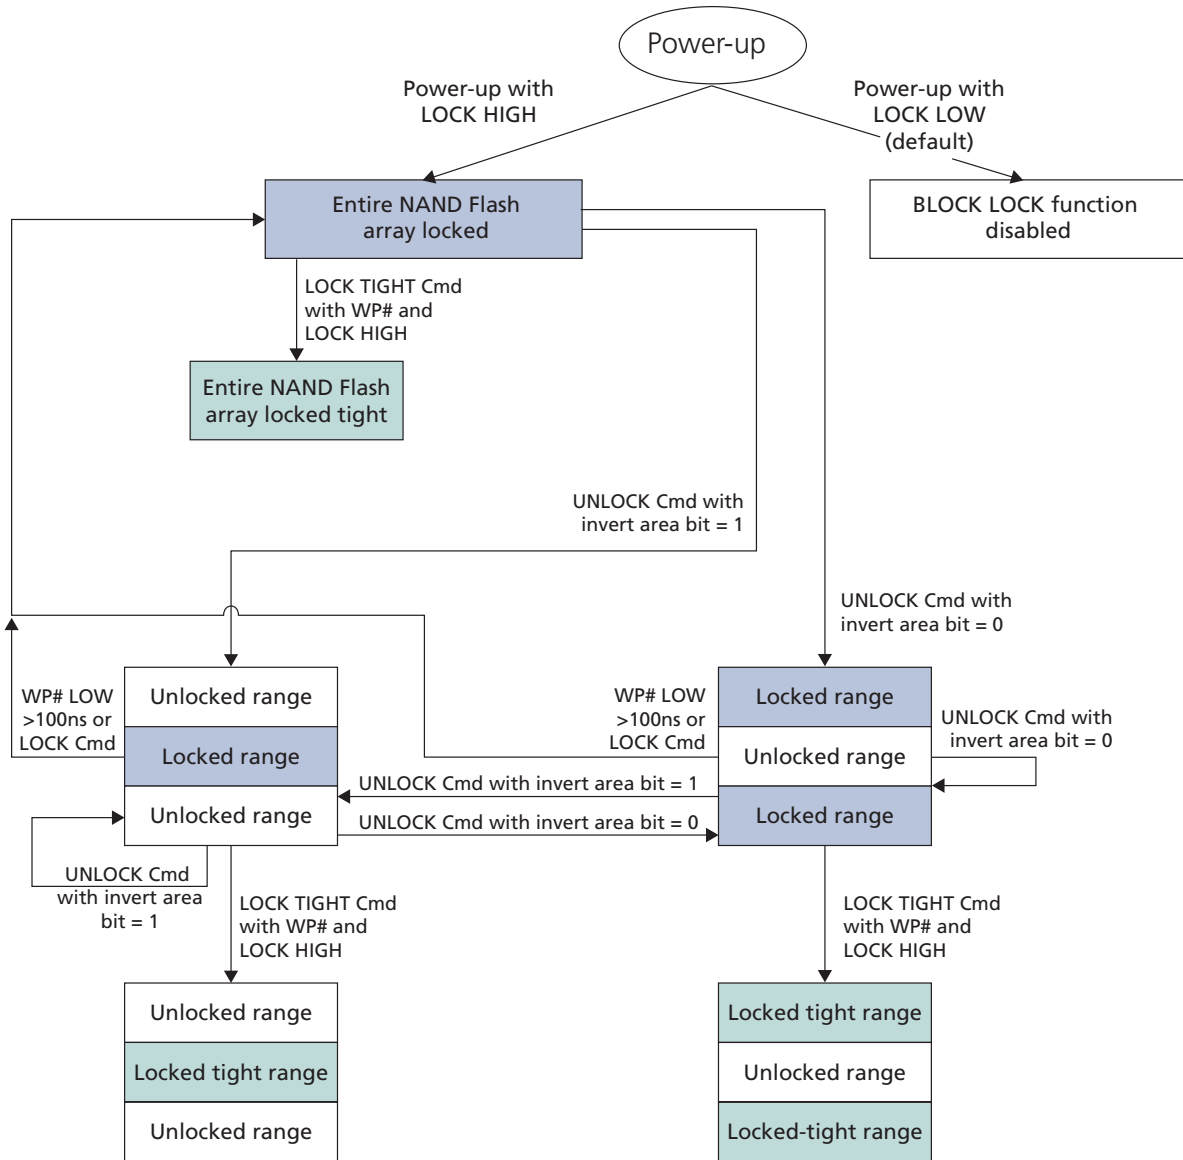 Power-up
Power-up with
LOCK HIGH
Power-up with
LOCK LOW
(default)
Entire NAND Flash
array locked
BLOCK LOCK function
disabled
LOCK TIGHT Cmd
with WP# and
LOCK HIGH
Entire NAND Flash
array locked tight
UNLOCK Cmd with
invert area bit = 1
UNLOCK Cmd with
invert area bit = 0
WP# LOW
>100ns or
LOCK Cmd
Unlocked range
Locked range
Unlocked range
WP# LOW
>100ns or
LOCK Cmd
Locked range
Unlocked range
Locked range
UNLOCK Cmd with
invert area bit = 0
UNLOCK Cmd with invert area bit = 1
UNLOCK Cmd with invert area bit = 0
UNLOCK Cmd
with invert area
bit = 1
LOCK TIGHT Cmd
with WP# and
LOCK HIGH
LOCK TIGHT Cmd
with WP# and
LOCK HIGH
Unlocked range
Locked tight range
Unlocked range
Locked tight range
Unlocked range
Locked-tight range